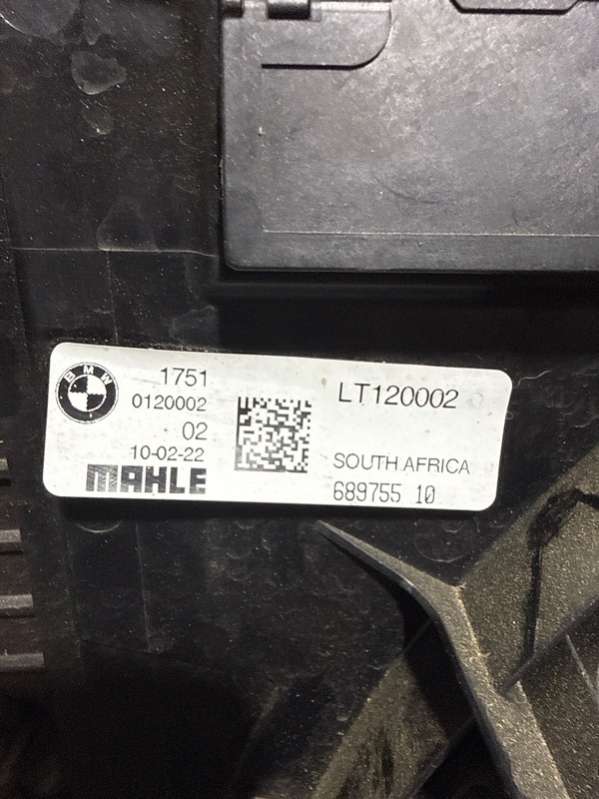 BMW
1751
0120002
02
10-02-22
MAHLE
LT120002
SOUTH AFRICA
689755 10